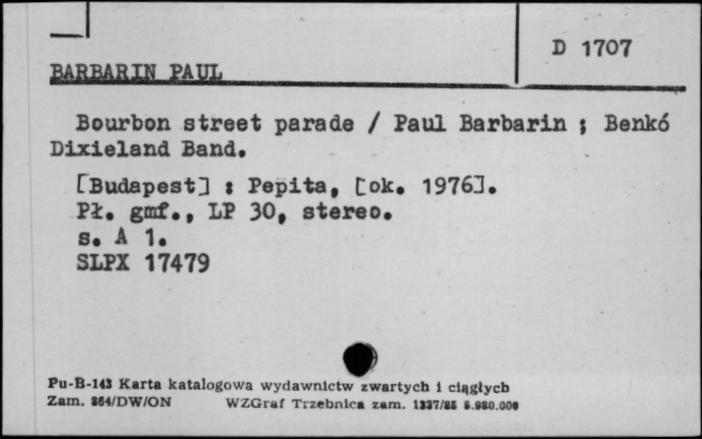 D 1707
BARBARIN PAUL
Bourbon street parade / Paul Barbarin ; Benkó
Dixieland Band.
[Budapest] : Pepita, [ok. 1976].
Pł. gmf., LP 30, stereo.
s. A 1.
SLPX 17479
Pu-B-143 Karta katalogowa wydawnictw zwartych i ciągłych
Zam. 864/DW/ON WZGraf Trzebnica zam. 1237/85 5.980.000